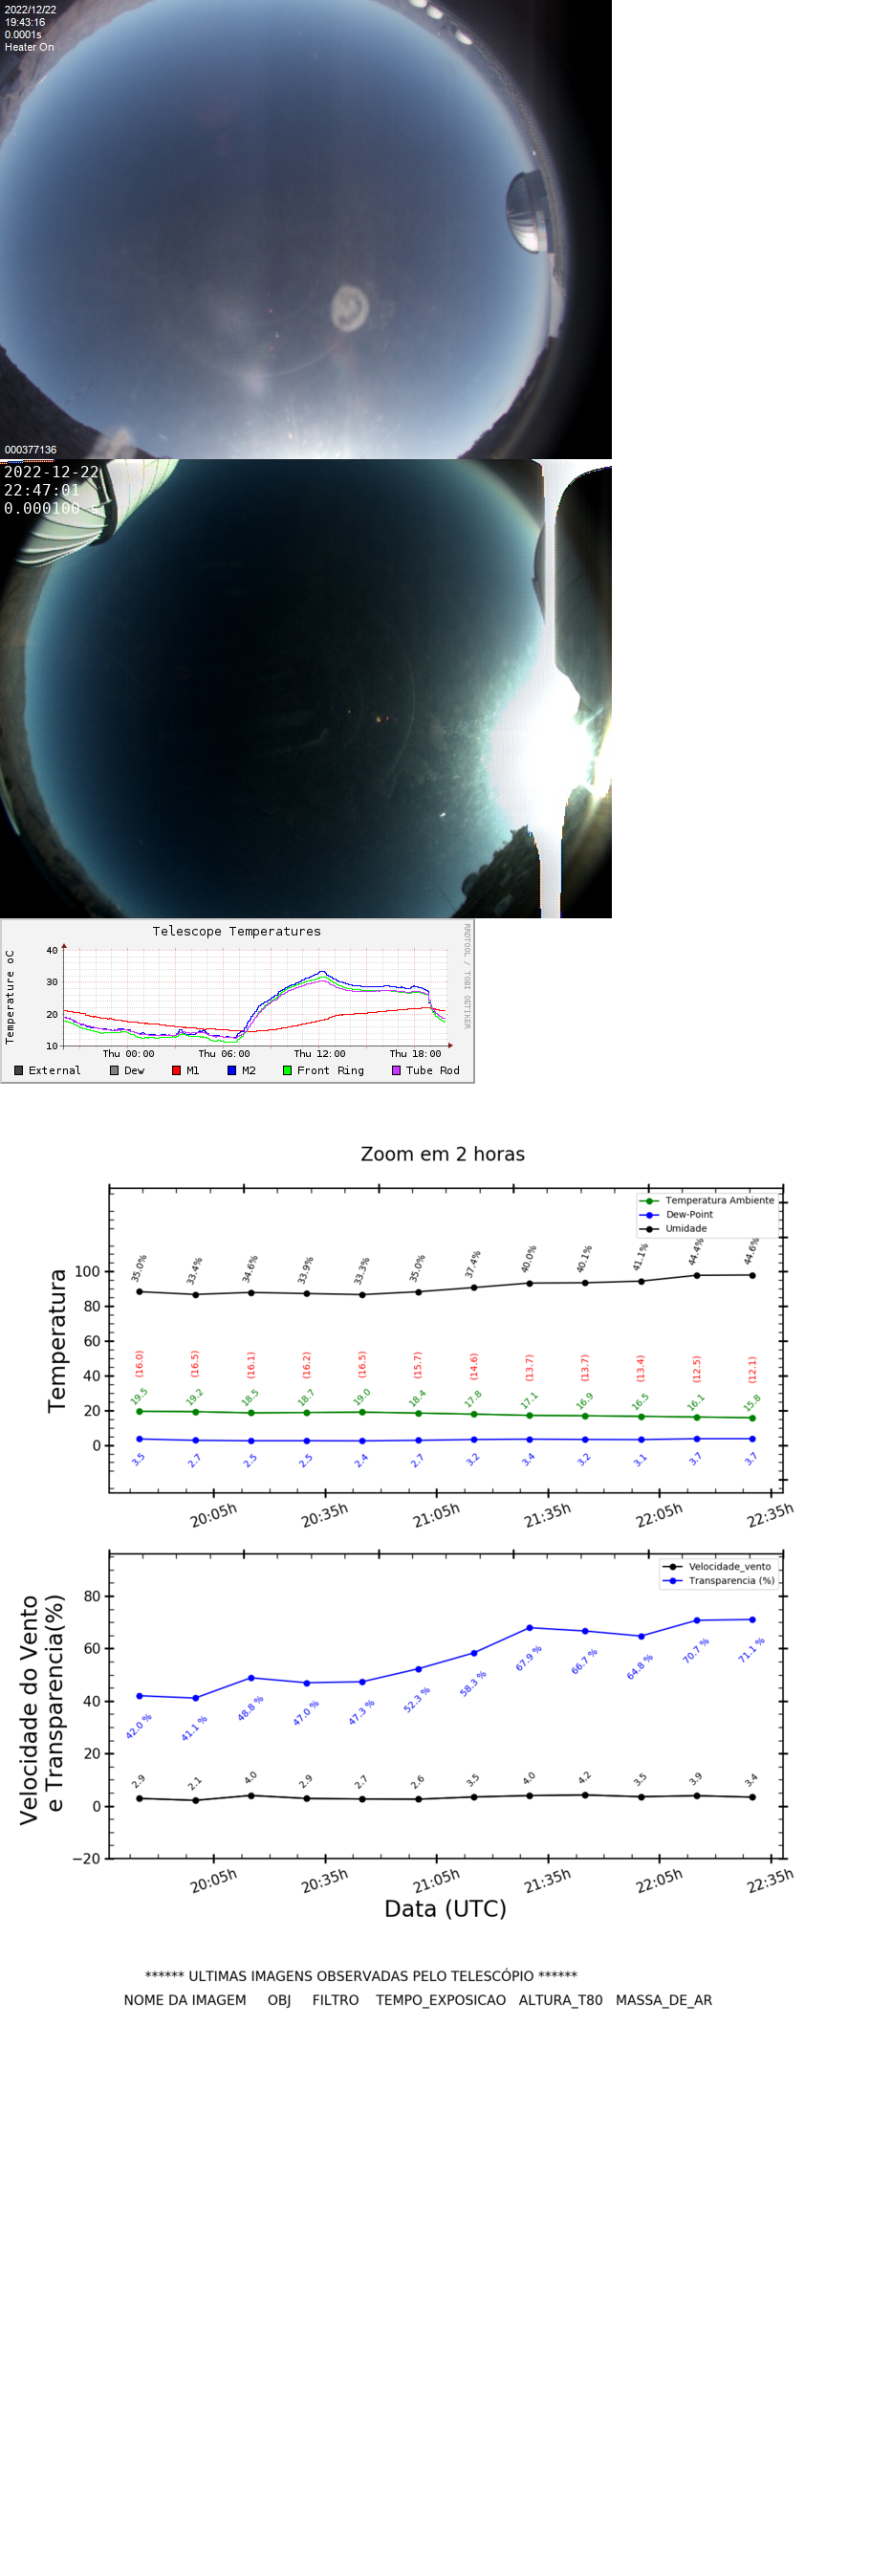 2022/12/22
19:43:16
0.0001s
Heater On
000377136
2022-12-22
22:47:01
0.000100 s
Telescope Temperatures
RRDTOOL / TOBI OETIKER
Temperature oC
40
30
20
10
Thu 00:00 Thu 06:00 Thu 12:00 Thu 18:00
External Dew M1 M2 Front Ring Tube Rod
Zoom em 2 horas
Temperatura Ambiente
Dew-Point
Umidade
Temperatura
100
80
60
40
20
0
35.0% 33.4% 34.6% 33.9% 33.3% 35.0% 37.4% 40.0% 40.1% 41.1% 44.4% 44.6%
(16.0) (16.5) (16.1) (16.2) (16.5) (15.7) (14.6) (13.7) (13.7) (13.4) (12.5) (12.1)
19.5 19.2 18.5 18.7 19.0 18.4 17.8 17.1 16.9 16.5 16.1 15.8
3.5 2.7 2.5 2.5 2.4 2.7 3.2 3.4 3.2 3.1 3.7 3.7
20:05h 20:35h 21:05h 21:35h 22:05h 22:35h
Velocidade_vento
Transparencia (%)
Velocidade do Vento
e Transparencia(%)
80
60
40
20
0
−20
42.0 % 41.1 % 48.8 % 47.0 % 47.3 % 52.3 % 58.3 % 67.9 % 66.7 % 64.8 % 70.7 % 71.1 %
2.9 2.1 4.0 2.9 2.7 2.6 3.5 4.0 4.2 3.5 3.9 3.4
20:05h 20:35h 21:05h 21:35h 22:05h 22:35h
Data (UTC)
****** ULTIMAS IMAGENS OBSERVADAS PELO TELESCÓPIO ******
NOME DA IMAGEM OBJ FILTRO TEMPO_EXPOSICAO ALTURA_T80 MASSA_DE_AR